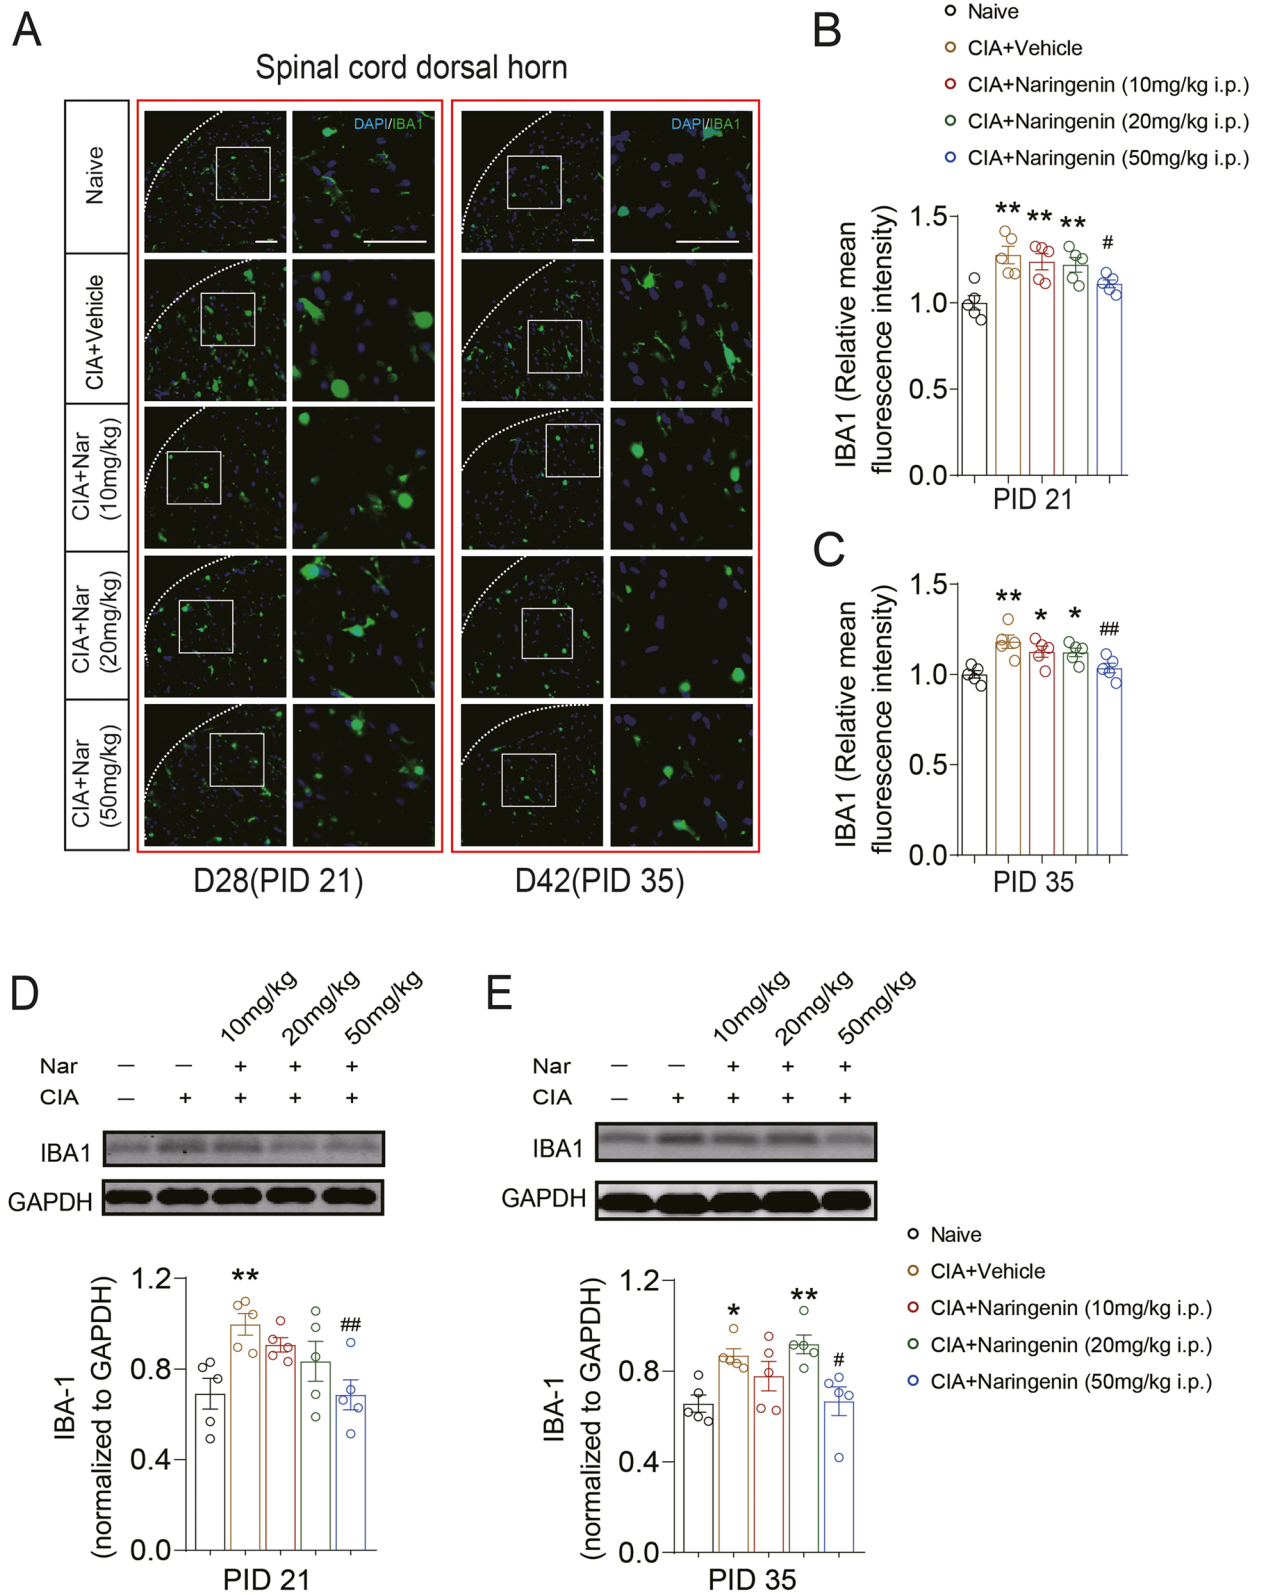 A
Spinal cord dorsal horn
Naive
CIA+Vehicle
CIA+Nar
(10mg/kg)
CIA+Nar
(20mg/kg)
CIA+Nar
(50mg/kg)
DAPI/IBA1
DAPI/IBA1
D28(PID 21)
D42(PID 35)
B
Naive
CIA+Vehicle
CIA+Naringenin (10mg/kg i.p.)
CIA+Naringenin (20mg/kg i.p.)
CIA+Naringenin (50mg/kg i.p.)
IBA1 (Relative mean
fluorescence intensity)
1.5
1.0
0.5
0.0
** ** ** #
PID 21
C
IBA1 (Relative mean
fluorescence intensity)
1.5
1.0
0.5
0.0
** * * ##
PID 35
D
10mg/kg 20mg/kg 50mg/kg
Nar — — + + +
CIA — + + + +
IBA1
GAPDH
IBA-1
(normalized to GAPDH)
1.2
0.8
0.4
0.0
** ##
PID 21
E
10mg/kg 20mg/kg 50mg/kg
Nar — — + + +
CIA — + + + +
IBA1
GAPDH
IBA-1
(normalized to GAPDH)
1.2
0.8
0.4
0.0
* ** #
PID 35
Naive
CIA+Vehicle
CIA+Naringenin (10mg/kg i.p.)
CIA+Naringenin (20mg/kg i.p.)
CIA+Naringenin (50mg/kg i.p.)